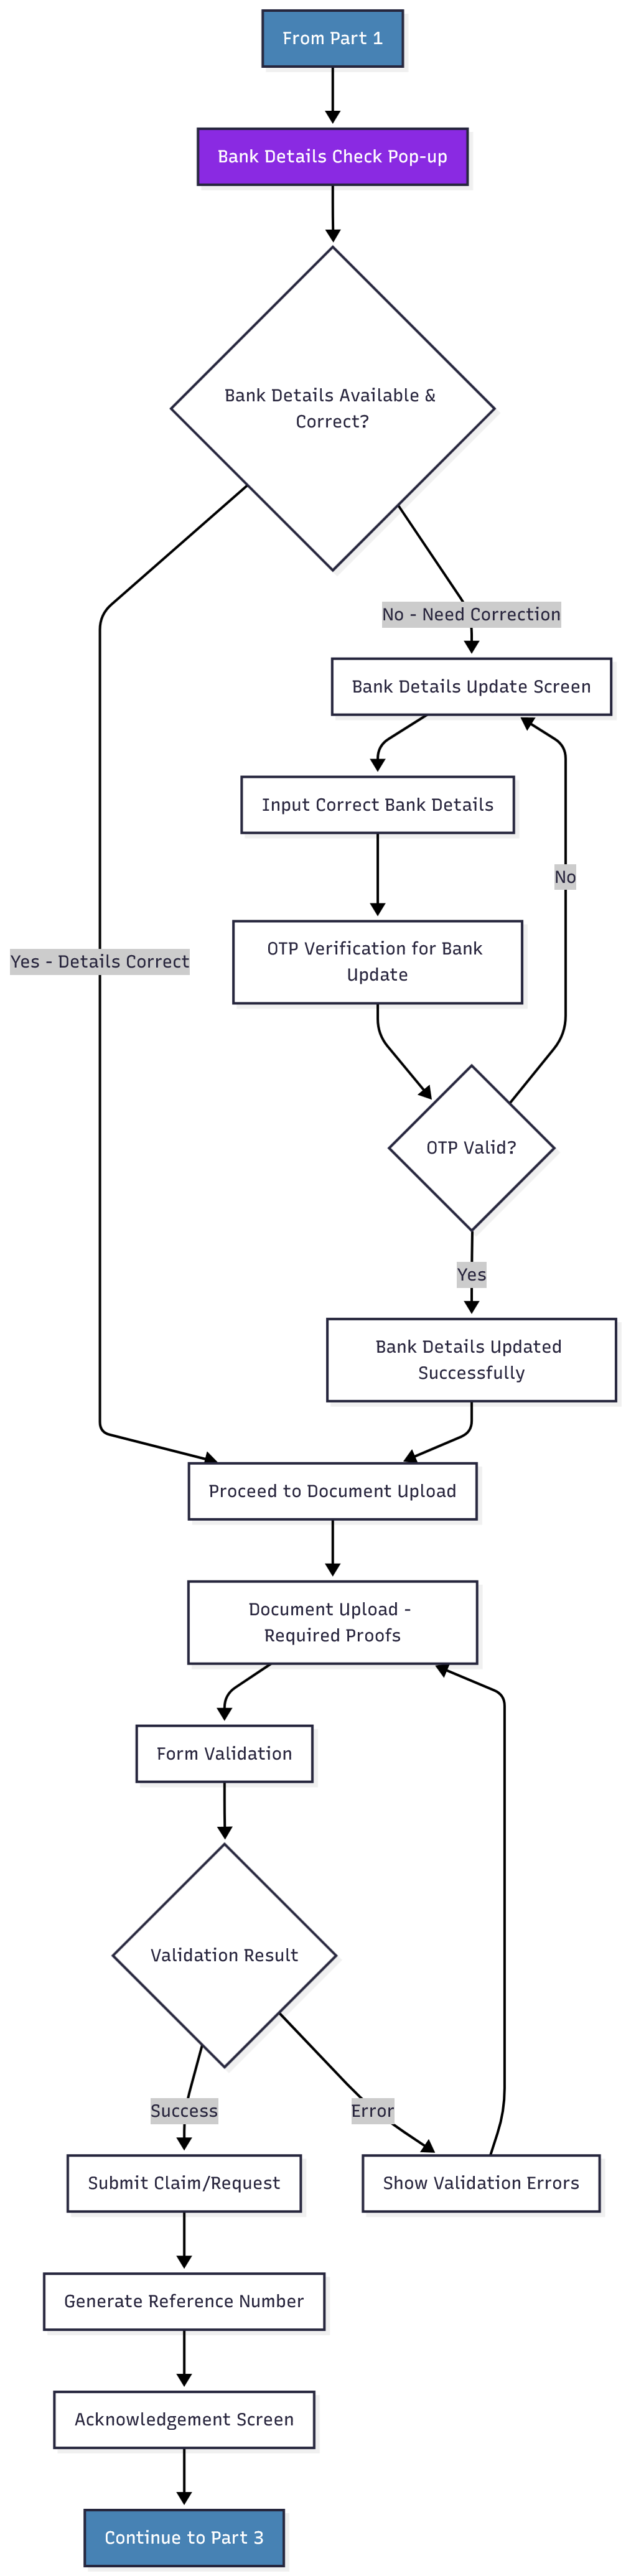 From Part 1
Bank Details Check Pop-up
Bank Details Available &
Correct?
No - Need Correction
Bank Details Update Screen
Input Correct Bank Details
No
Yes - Details Correct
OTP Verification for Bank
Update
OTP Valid?
Yes
Bank Details Updated
Successfully
Proceed to Document Upload
Document Upload -
Required Proofs
Form Validation
Validation Result
Success
Error
Submit Claim/Request
Show Validation Errors
Generate Reference Number
Acknowledgement Screen
Continue to Part 3